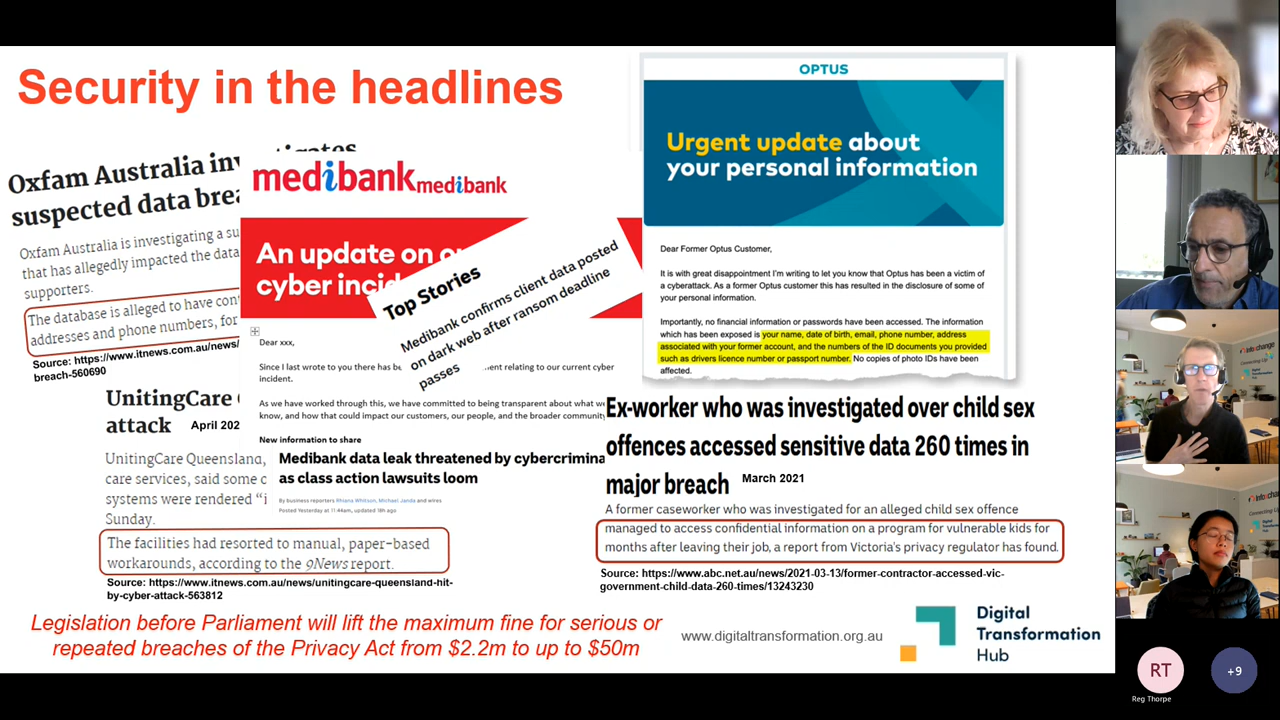 Security in the headlines
Oxfam Australia
suspected data
Oxfam Australia is investigating a
that has allegedly impacted the data
supporters.
The database is alleged to have
addresses and phone numbers, for
Source: https://www.itnews.com.au/news/
breach-560690
medibank medibank
An update on
cyber
Top Stories
Medibank confirms client data posted
on dark web after ransom deadline
passes
Dear xxx,
Since I last wrote to you there has relating to our current cyber
incident.
As we have worked through this, we have committed to being transparent about what
know, and how that could impact our customers, our people, and the broader
New information to share
Medibank data leak threatened by
as class action lawsuits loom
By business reporters Rhiana Whitson, Michael Janda and wires
Posted Yesterday at 11:44am, updated 18h ago
OPTUS
Urgent update about
your personal information
Dear Former Optus Customer,
It is with great disappointment I'm writing to let you know that Optus has been a victim of
a cyberattack. As a former Optus customer this has resulted in the disclosure of some of
your personal information.
Importantly, no financial information or passwords have been accessed. The information
which has been exposed is your name, date of birth, email, phone number, address
associated with your former account, and the numbers of the ID documents you provided
such as drivers licence number or passport number. No copies of photo IDs have been
affected.
UnitingCare
attack April
UnitingCare Queensland,
care services, said some
systems were rendered
Sunday.
The facilities had resorted to manual, paper-based
workarounds, according to the 9News report.
Source: https://www.itnews.com.au/news/unitingcare-queensland-hit-
by-cyber-attack-563812
Ex-worker who was investigated over child sex
offences accessed sensitive data 260 times in
major breach March 2021
A former caseworker who was investigated for an alleged child sex offence
managed to access confidential information on a program for vulnerable kids for
months after leaving their job, a report from Victoria's privacy regulator has found.
Source: https://www.abc.net.au/news/2021-03-13/former-contractor-accessed-vic-
government-child-data-260-times/13243230
Legislation before Parliament will lift the maximum fine for serious or
repeated breaches of the Privacy Act from $2.2m to up to $50m
www.digitaltransformation.org.au
Digital
Transformation
Hub
RT
Reg Thorpe
+9